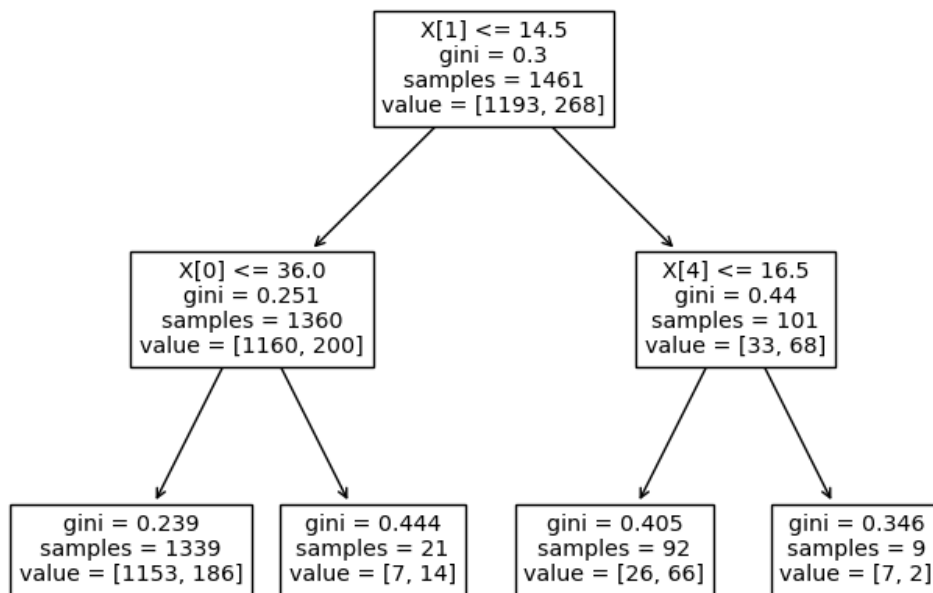 X[1] <= 14.5
gini = 0.3
samples = 1461
value = [1193, 268]
X[0] <= 36.0
gini = 0.251
samples = 1360
value = [1160, 200]
X[4] <= 16.5
gini = 0.44
samples = 101
value = [33, 68]
gini = 0.239
samples = 1339
value = [1153, 186]
gini = 0.444
samples = 21
value = [7, 14]
gini = 0.405
samples = 92
value = [26, 66]
gini = 0.346
samples = 9
value = [7, 2]